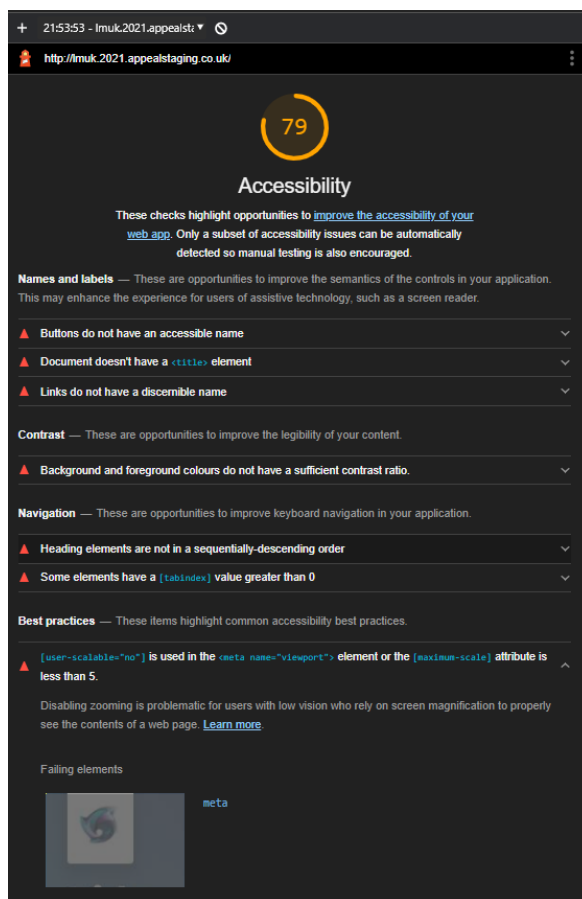 21:53:53 - lmuk.2021.appealsta
http://lmuk.2021.appealstaging.co.uk/
79
Accessibility
These checks highlight opportunities to improve the accessibility of your
web app. Only a subset of accessibility issues can be automatically
detected so manual testing is also encouraged.
Names and labels — These are opportunities to improve the semantics of the controls in your application.
This may enhance the experience for users of assistive technology, such as a screen reader.
Buttons do not have an accessible name
Document doesn't have a <title> element
Links do not have a discernible name
Contrast — These are opportunities to improve the legibility of your content.
Background and foreground colours do not have a sufficient contrast ratio.
Navigation — These are opportunities to improve keyboard navigation in your application.
Heading elements are not in a sequentially-descending order
Some elements have a [tabindex] value greater than 0
Best practices — These items highlight common accessibility best practices.
[user-scalable="no"] is used in the <meta name="viewport"> element or the [maximum-scale] attribute is
less than 5.
Disabling zooming is problematic for users with low vision who rely on screen magnification to properly
see the contents of a web page. Learn more.
Failing elements
meta